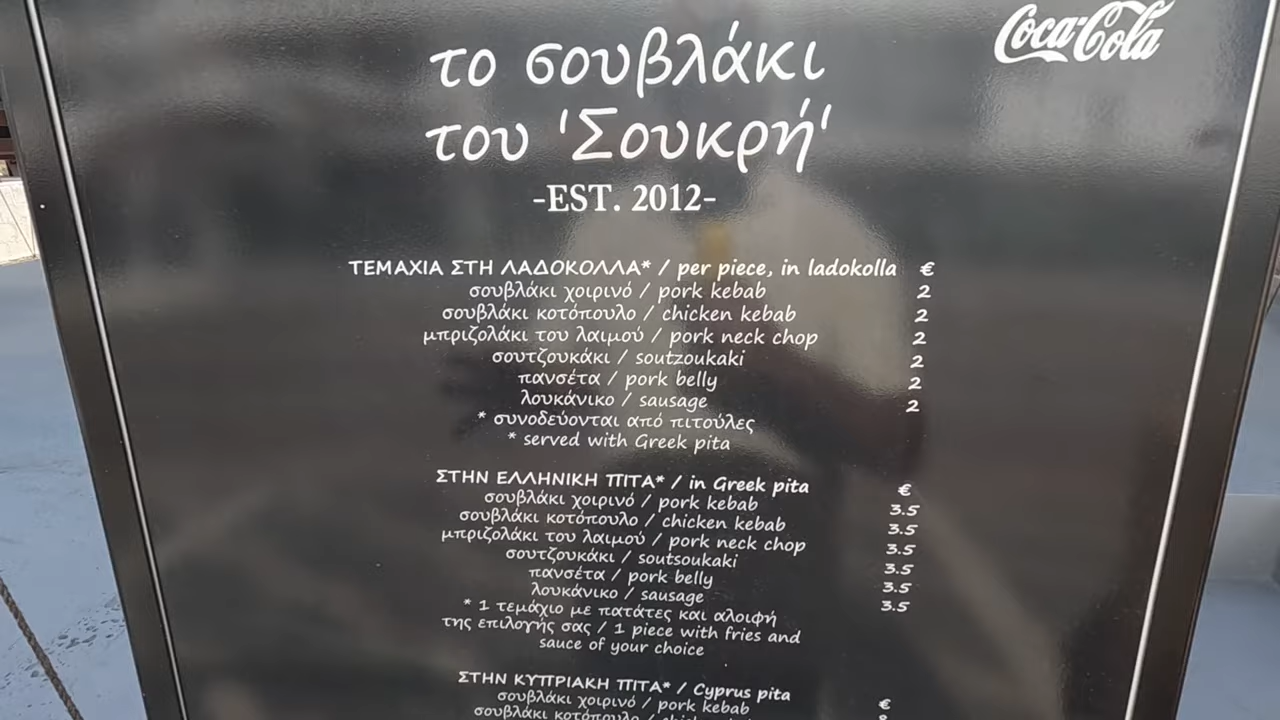 Coca-Cola
το σουβλάκι
του 'Σουκρή'
-EST. 2012-
ΤΕΜΑΧΙΑ ΣΤΗ ΛΑΔΟΚΟΛΛΑ* / per piece, in ladokolla €
σουβλάκι χοιρινό / pork kebab 2
σουβλάκι κοτόπουλο / chicken kebab 2
μπριζολάκι του λαιμού / pork neck chop 2
σουτζουκάκι / soutzoukaki 2
πανσέτα / pork belly 2
λουκάνικο / sausage 2
* συνοδεύονται από πιτούλες
* served with Greek pita
ΣΤΗΝ ΕΛΛΗΝΙΚΗ ΠΙΤΑ* / in Greek pita €
σουβλάκι χοιρινό / pork kebab 3.5
σουβλάκι κοτόπουλο / chicken kebab 3.5
μπριζολάκι του λαιμού / pork neck chop 3.5
σουτζουκάκι / soutsoukaki 3.5
πανσέτα / pork belly 3.5
λουκάνικο / sausage 3.5
* 1 τεμάχιο με πατάτες και αλοιφή
της επιλογής σας / 1 piece with fries and
sauce of your choice
ΣΤΗΝ ΚΥΠΡΙΑΚΗ ΠΙΤΑ* / Cyprus pita €
σουβλάκι χοιρινό / pork kebab
σουβλάκι κοτόπουλο /